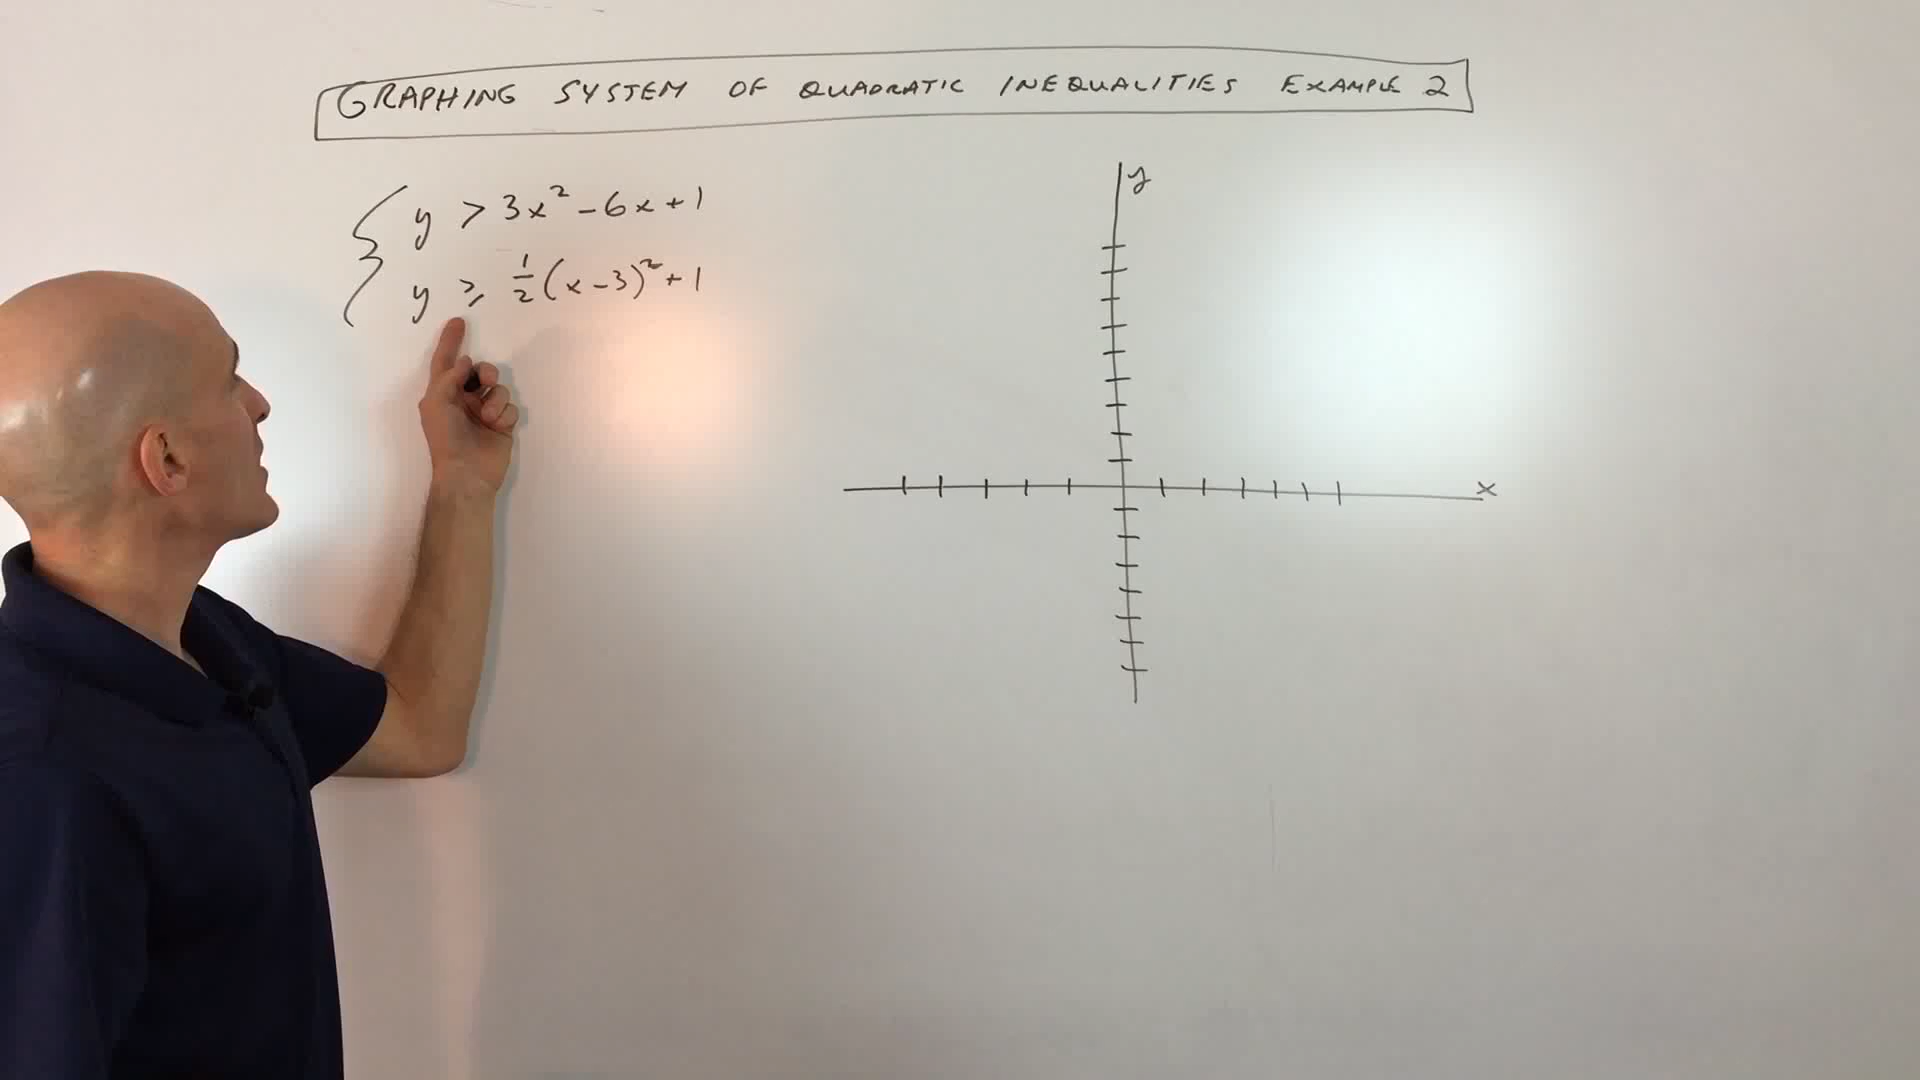 GRAPHING SYSTEM OF QUADRATIC INEQUALITIES EXAMPLE 2
y > 3x² - 6x + 1
y ≥ 1/2 (x - 3)² + 1
y
x